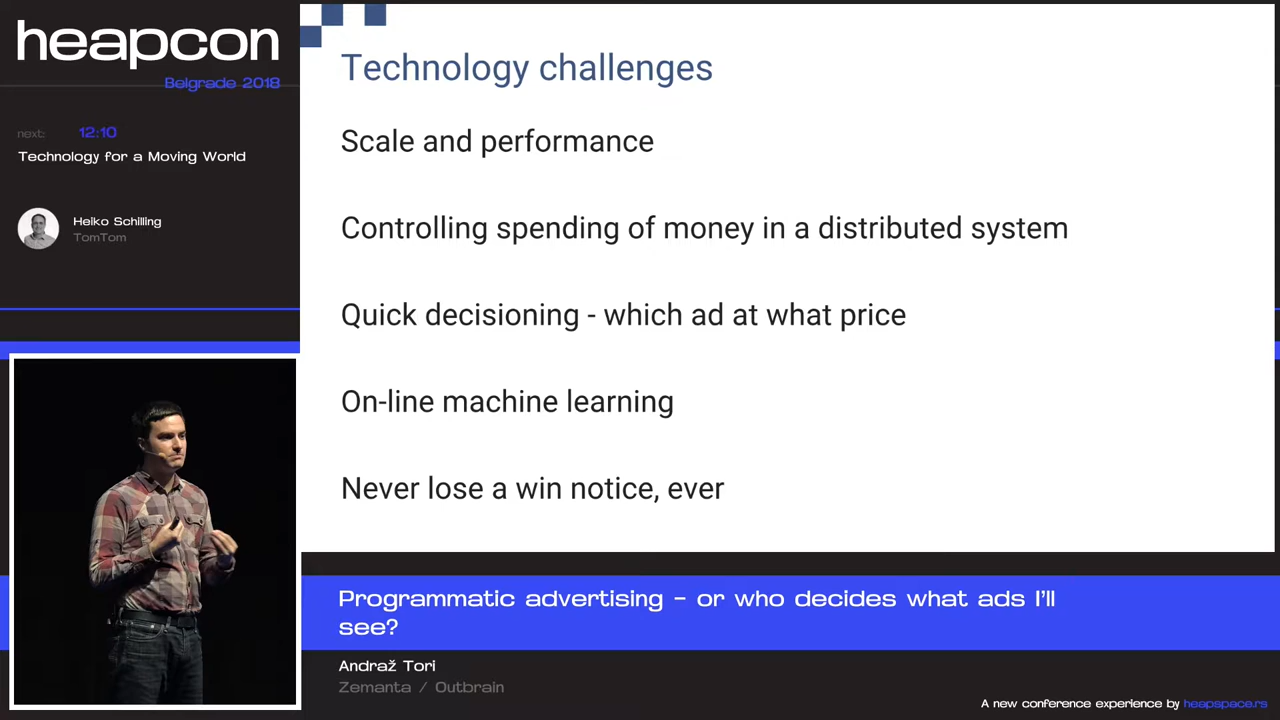 heapcon
Belgrade 2018
next: 12:10
Technology for a Moving World
Heiko Schilling
TomTom
Technology challenges
Scale and performance
Controlling spending of money in a distributed system
Quick decisioning - which ad at what price
On-line machine learning
Never lose a win notice, ever
Programmatic advertising - or who decides what ads I'll
see?
Andraž Tori
Zemanta / Outbrain
A new conference experience by heapspace.rs